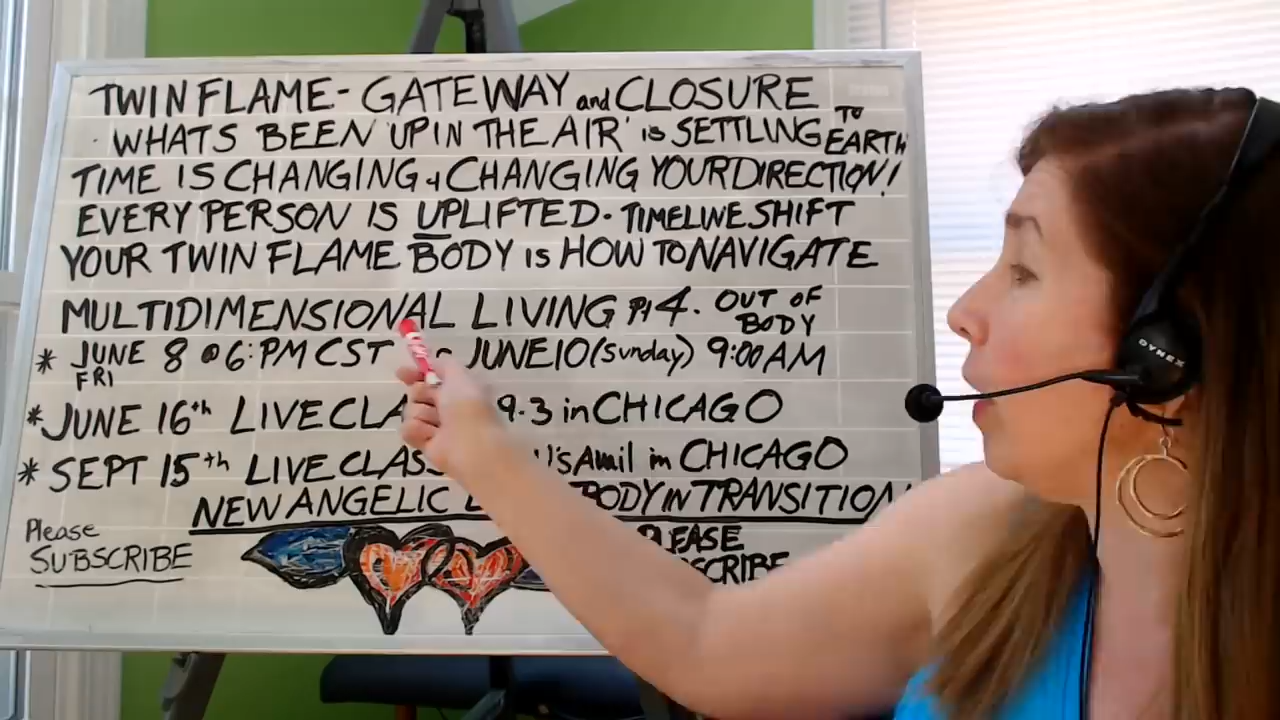 TWIN FLAME - GATEWAY and CLOSURE
· WHATS BEEN 'UP IN THE AIR' is SETTLING TO EARTH
TIME IS CHANGING + CHANGING YOUR DIRECTION!
EVERY PERSON IS UPLIFTED · TIMELINE SHIFT
YOUR TWIN FLAME BODY is HOW TO NAVIGATE
MULTIDIMENSIONAL LIVING Pt 4. OUT OF BODY
* JUNE 8 @ 6:PM CST JUNE 10 (Sunday) 9:00 AM
FRI
* JUNE 16th LIVE CLA 9-3 in CHICAGO
* SEPT 15th LIVE CLASS in CHICAGO
NEW ANGELIC BODY IN TRANSITION
Please
SUBSCRIBE
PLEASE
SCRIBE
DYNEX